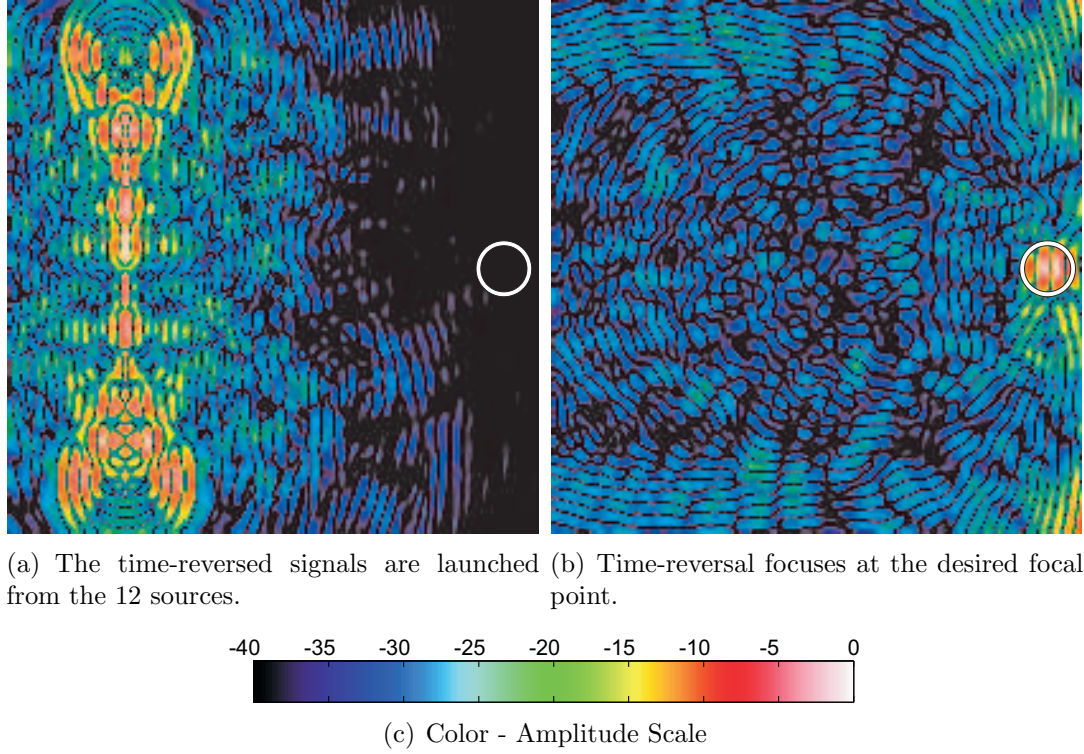 (a) The time-reversed signals are launched from the 12 sources.
(b) Time-reversal focuses at the desired focal point.
-40 -35 -30 -25 -20 -15 -10 -5 0
(c) Color - Amplitude Scale